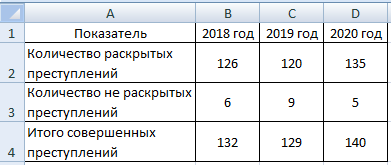 A B C D
1 Показатель 2018 год 2019 год 2020 год
Количество раскрытых
2 преступлений 126 120 135
Количество не раскрытых
3 преступлений 6 9 5
Итого совершенных
4 преступлений 132 129 140